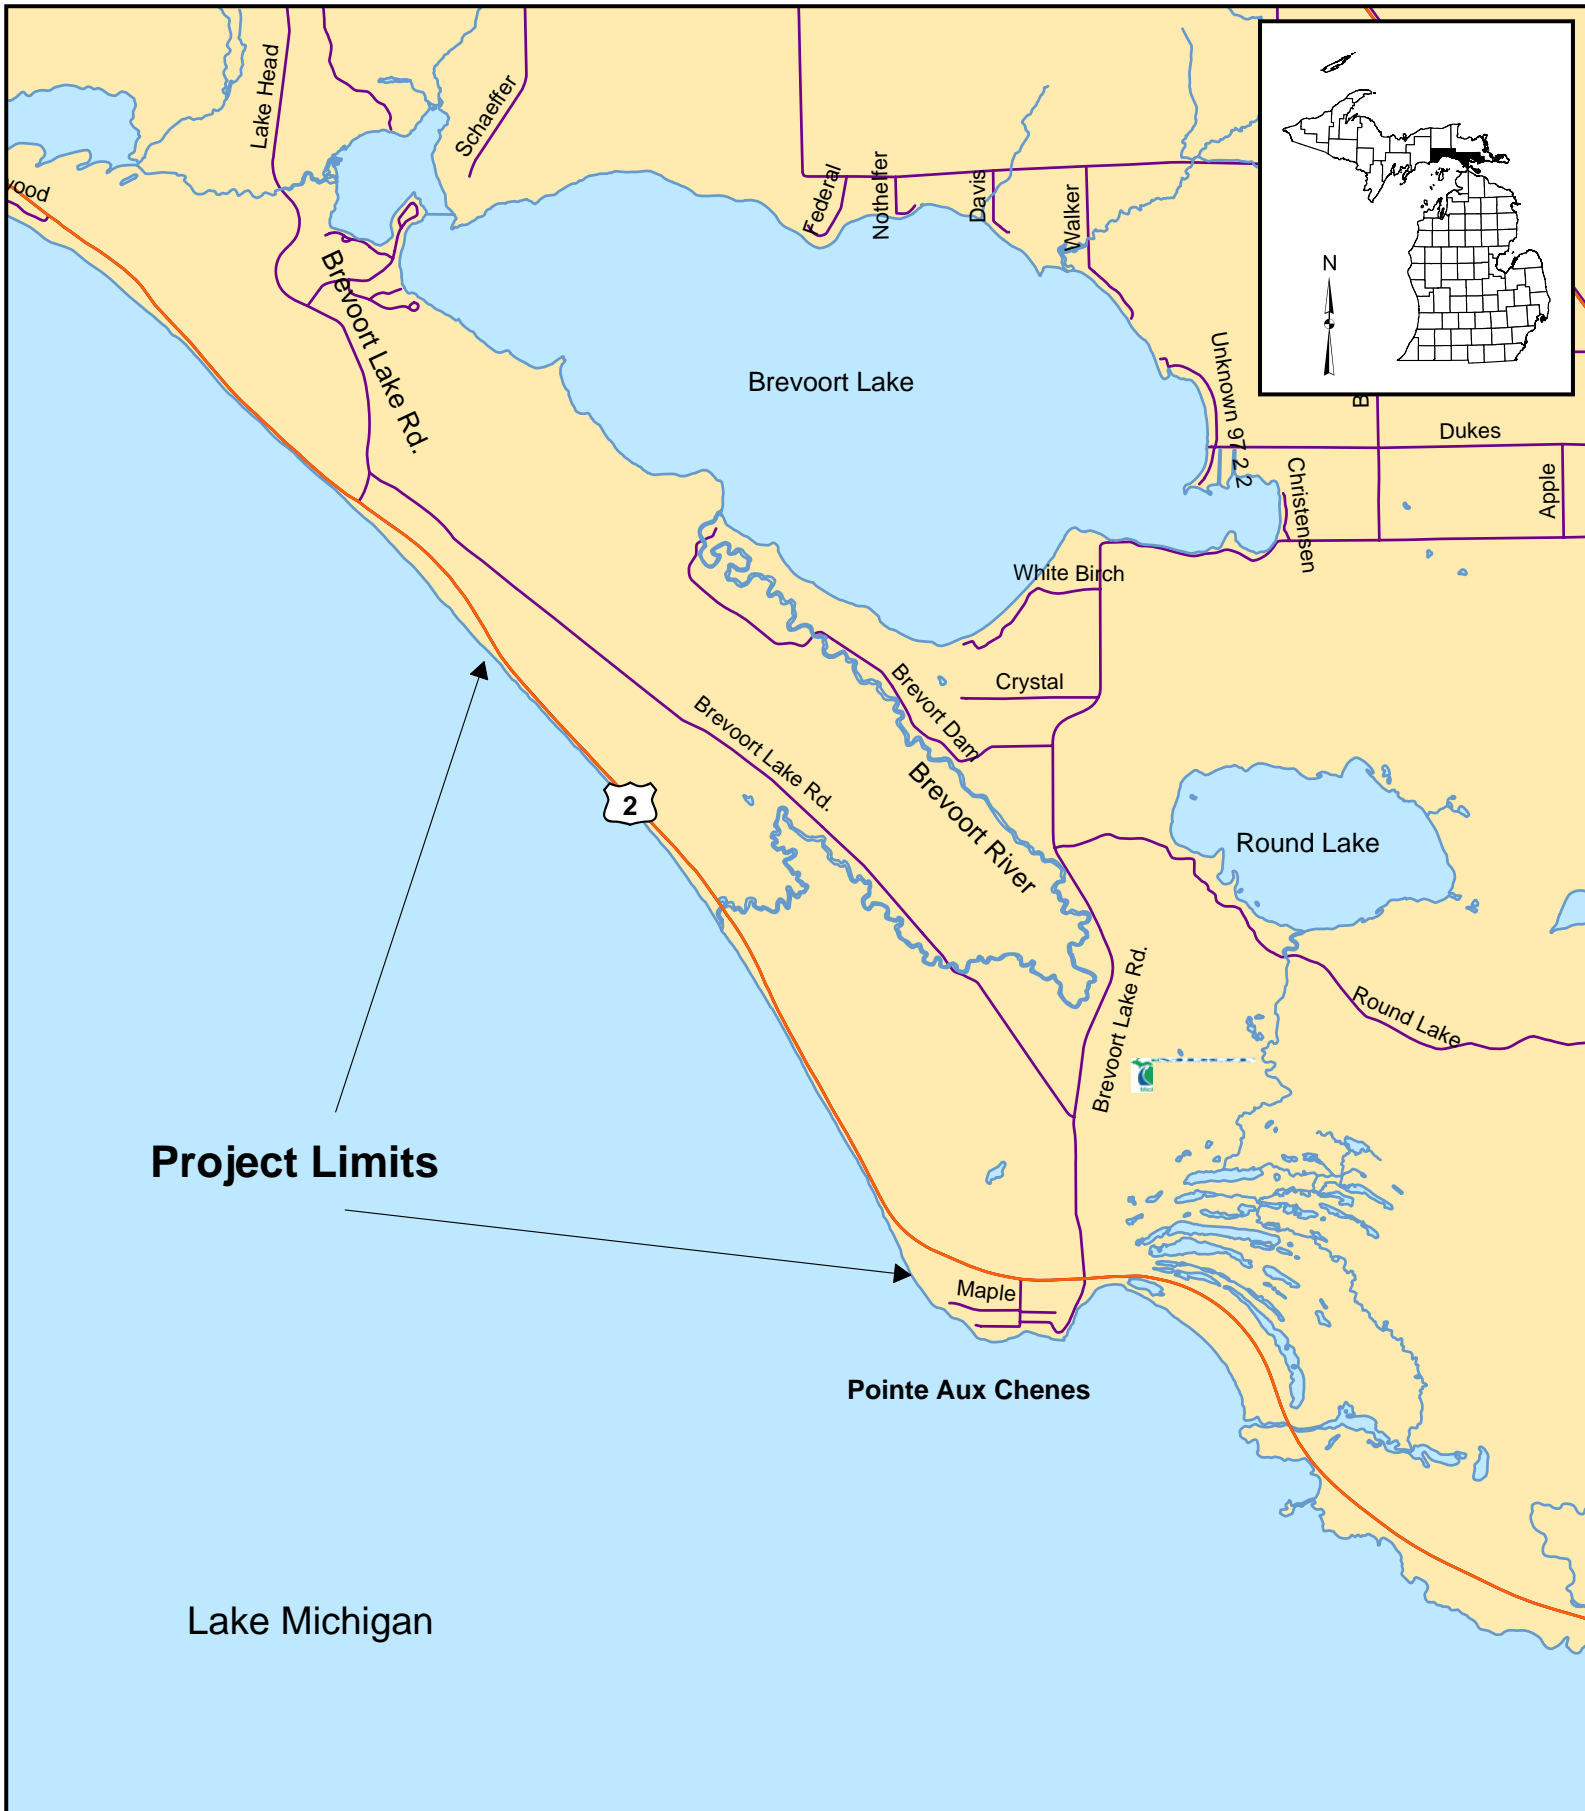 Lake Head
Schaeffer
wood
Federal
Nothelfer
Davis
Walker
N
Brevoort Lake Rd.
Brevoort Lake
Unknown 97 2 2
B
Dukes
Apple
Christensen
White Birch
Crystal
Brevort Dam
Brevoort Lake Rd.
Brevoort River
2
Round Lake
Round Lake
Brevoort Lake Rd.
Project Limits
Maple
Pointe Aux Chenes
Lake Michigan